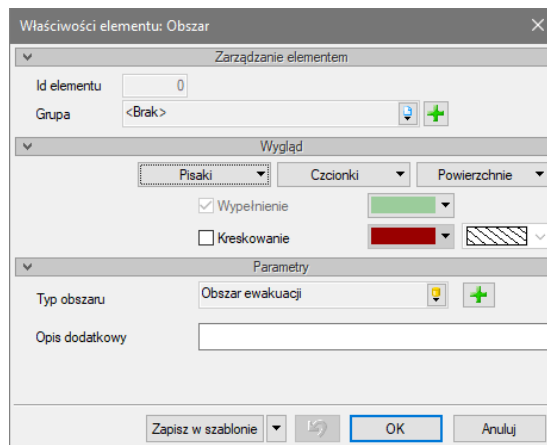 Właściwości elementu: Obszar
Zarządzanie elementem
Id elementu 0
Grupa <Brak>
Wygląd
Pisaki Czcionki Powierzchnie
Wypełnienie
Kreskowanie
Parametry
Typ obszaru Obszar ewakuacji
Opis dodatkowy
Zapisz w szablonie OK Anuluj